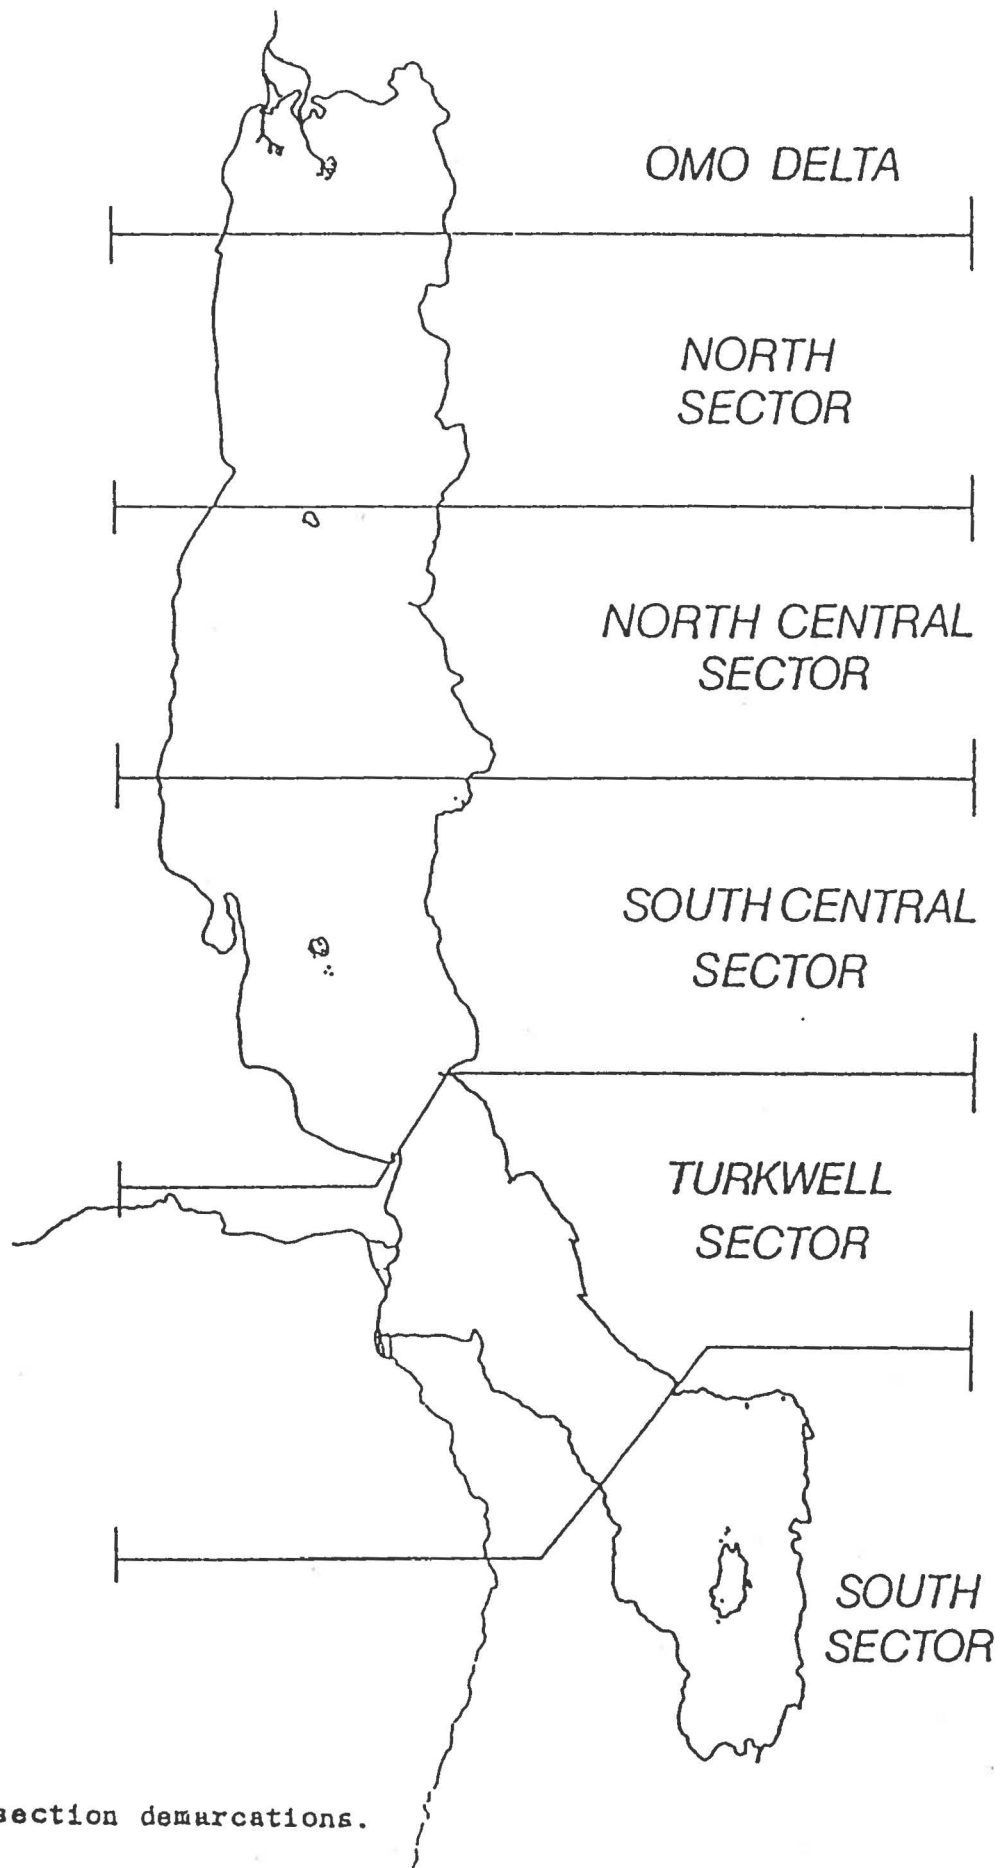 OMO DELTA
NORTH
SECTOR
NORTH CENTRAL
SECTOR
SOUTH CENTRAL
SECTOR
TURKWELL
SECTOR
SOUTH
SECTOR
section demarcations.